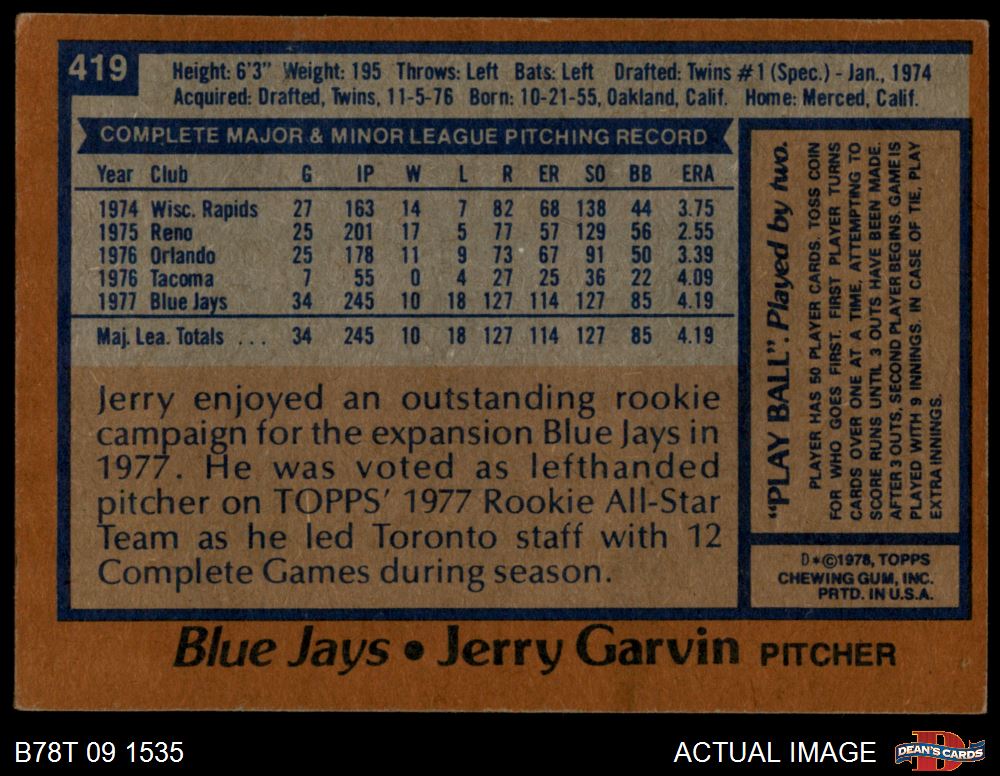 419
Height: 6'3" Weight: 195 Throws: Left Bats: Left Drafted: Twins #1 (Spec.) - Jan., 1974
Acquired: Drafted, Twins, 11-5-76 Born: 10-21-55, Oakland, Calif. Home: Merced, Calif.
COMPLETE MAJOR & MINOR LEAGUE PITCHING RECORD
Year Club G IP W L R ER SO BB ERA
1974 Wisc. Rapids 27 163 14 7 82 68 138 44 3.75
1975 Reno 25 201 17 5 77 57 129 56 2.55
1976 Orlando 25 178 11 9 73 67 91 50 3.39
1976 Tacoma 7 55 0 4 27 25 36 22 4.09
1977 Blue Jays 34 245 10 18 127 114 127 85 4.19
Maj. Lea. Totals . . . 34 245 10 18 127 114 127 85 4.19
Jerry enjoyed an outstanding rookie
campaign for the expansion Blue Jays in
1977. He was voted as lefthanded
pitcher on TOPPS' 1977 Rookie All-Star
Team as he led Toronto staff with 12
Complete Games during season.
"PLAY BALL". Played by two.
PLAYER HAS 50 PLAYER CARDS. TOSS COIN
FOR WHO GOES FIRST. FIRST PLAYER TURNS
CARDS OVER ONE AT A TIME, ATTEMPTING TO
SCORE RUNS UNTIL 3 OUTS HAVE BEEN MADE.
AFTER 3 OUTS, SECOND PLAYER BEGINS. GAME IS
PLAYED WITH 9 INNINGS. IN CASE OF TIE, PLAY
EXTRA INNINGS.
D*©1978, TOPPS
CHEWING GUM, INC.
PRTD. IN U.S.A.
Blue Jays • Jerry Garvin PITCHER
B78T 09 1535
ACTUAL IMAGE
DEAN'S CARDS